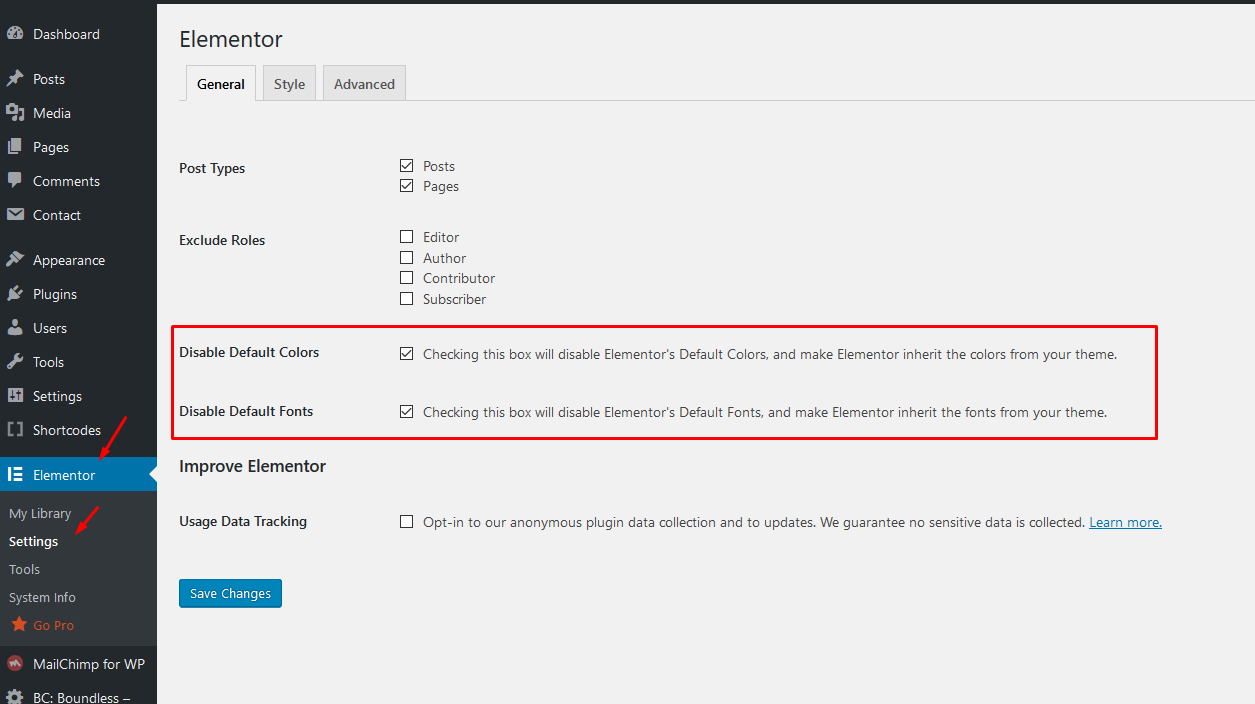 Dashboard
Posts
Media
Pages
Comments
Contact
Appearance
Plugins
Users
Tools
Settings
Shortcodes
Elementor
My Library
Settings
Tools
System Info
Go Pro
MailChimp for WP
BC: Boundless –
Elementor
General Style Advanced
Post Types
Posts
Pages
Exclude Roles
Editor
Author
Contributor
Subscriber
Disable Default Colors
Checking this box will disable Elementor's Default Colors, and make Elementor inherit the colors from your theme.
Disable Default Fonts
Checking this box will disable Elementor's Default Fonts, and make Elementor inherit the fonts from your theme.
Improve Elementor
Usage Data Tracking
Opt-in to our anonymous plugin data collection and to updates. We guarantee no sensitive data is collected. Learn more.
Save Changes